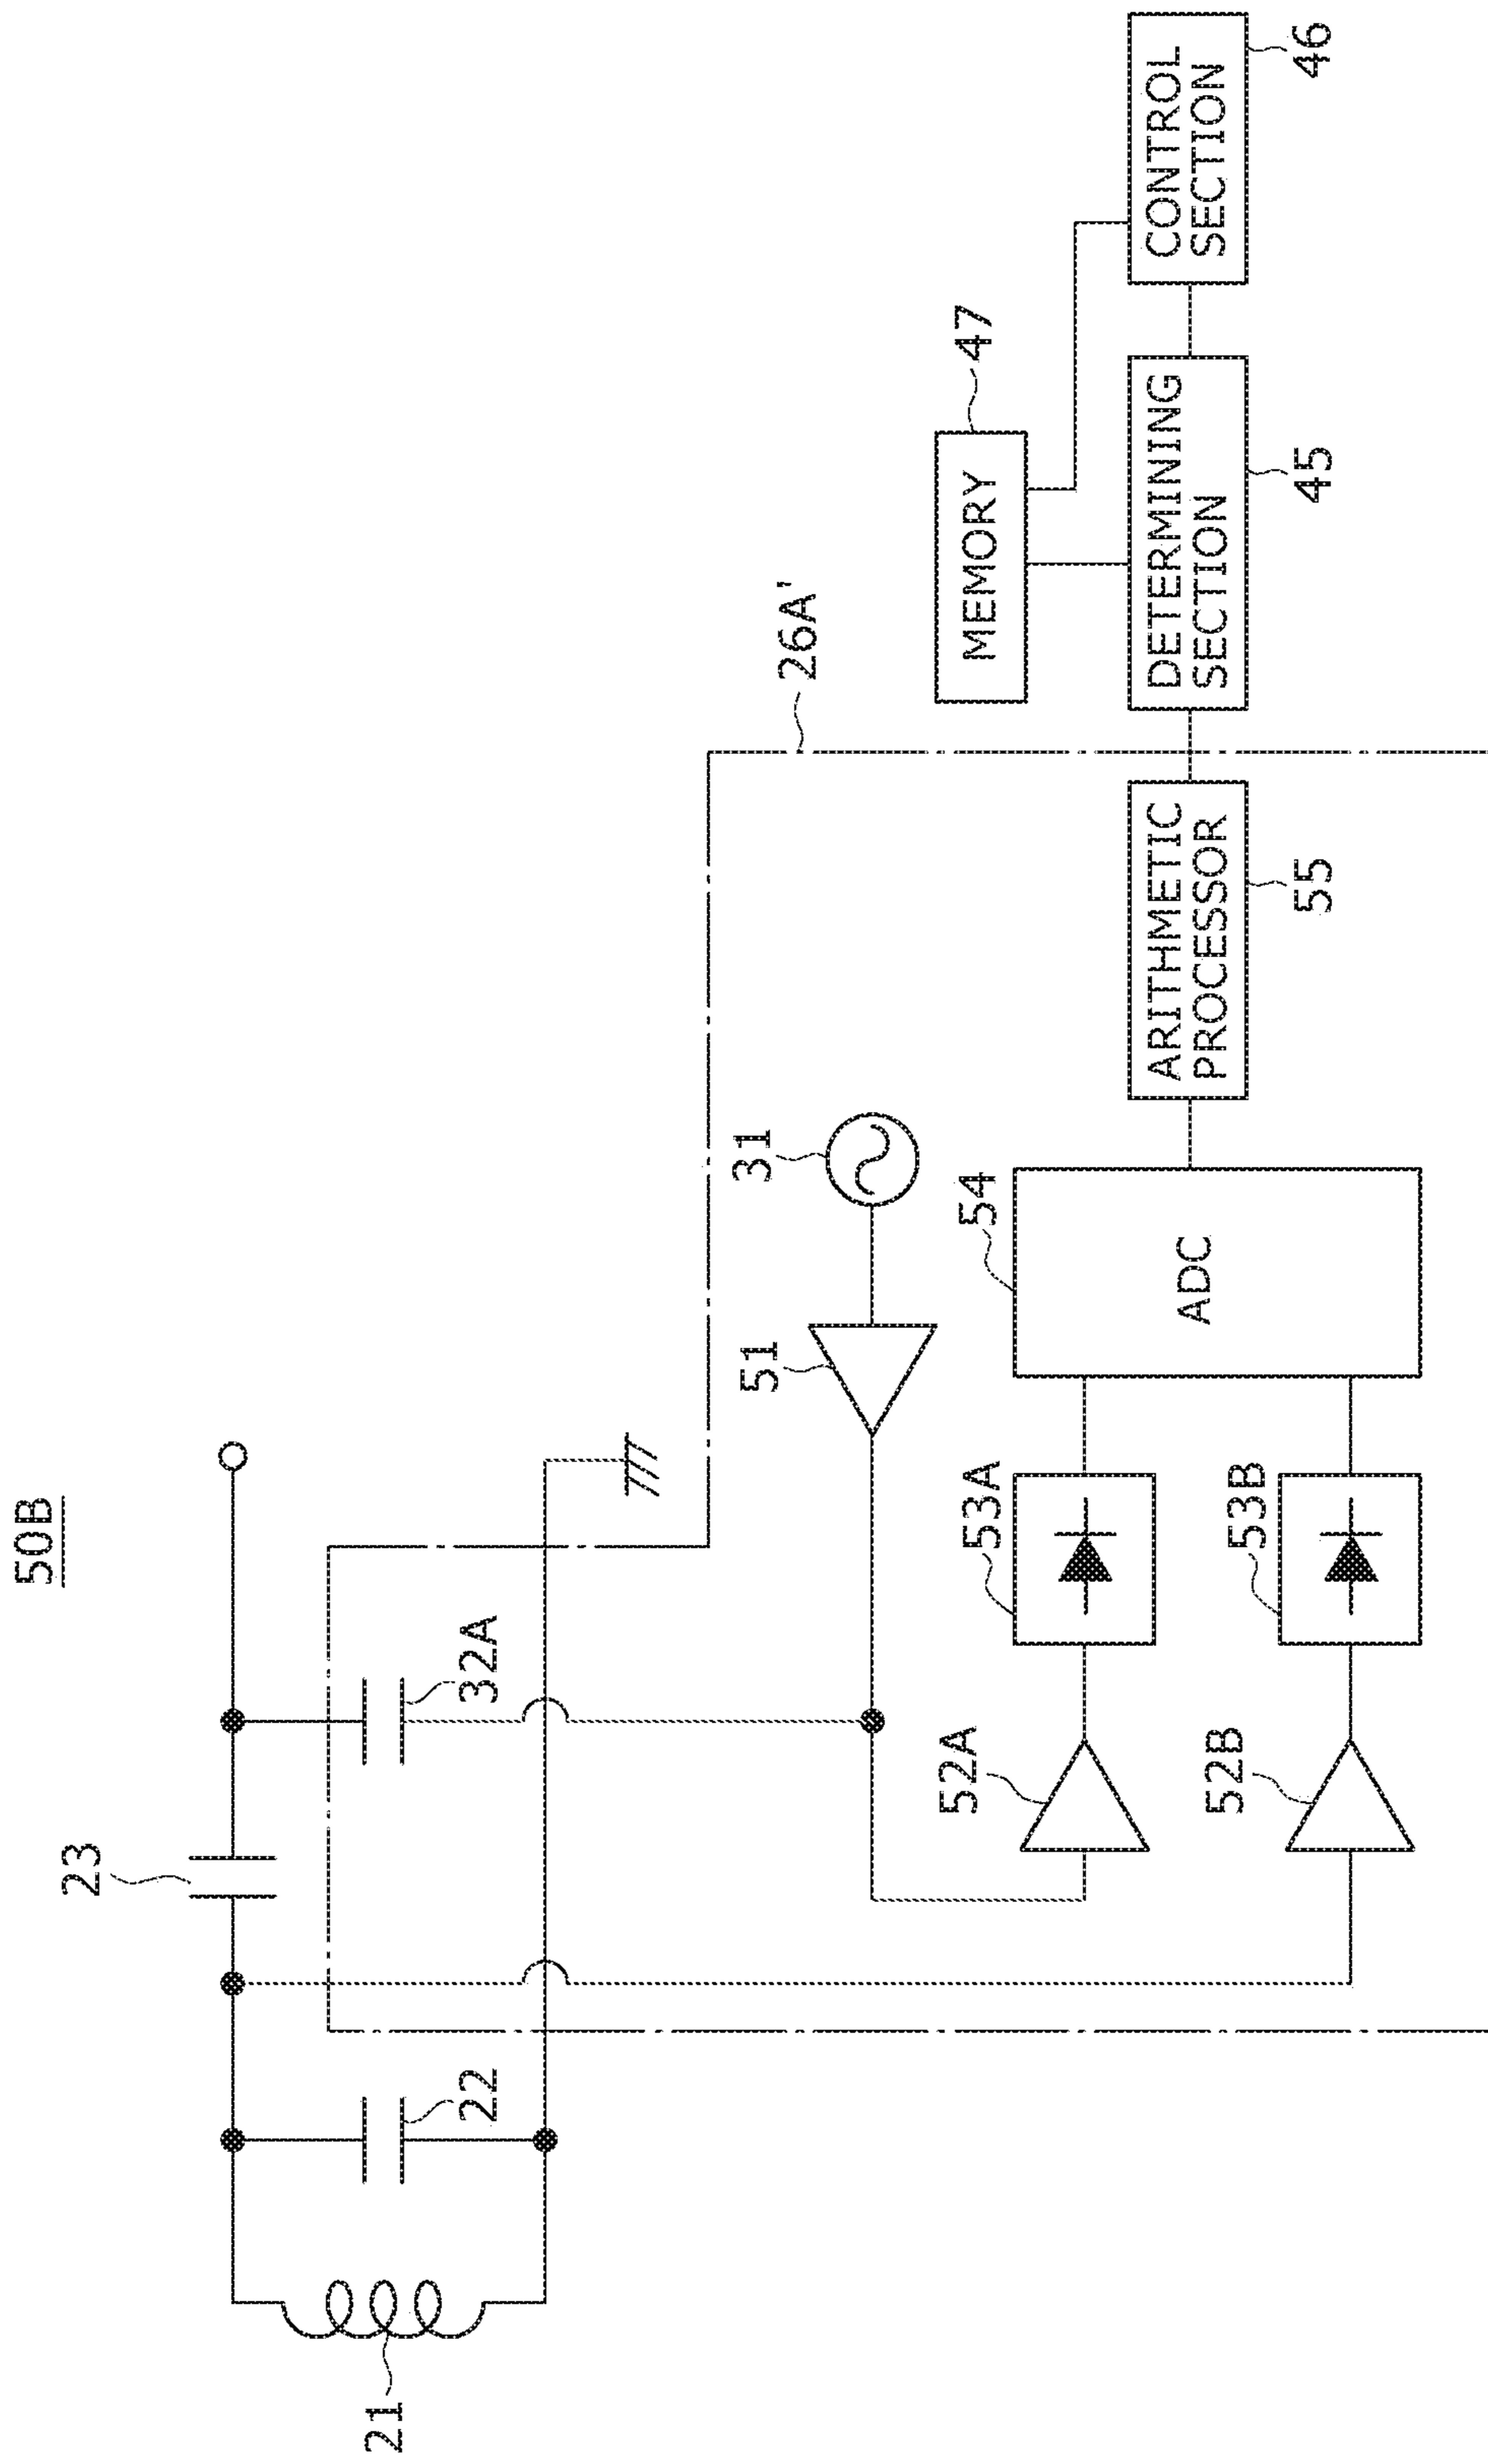 50B
23
32A
22
21
26A'
31
51
47
MEMORY
54
53A
52A
ADC
53B
52B
ARITHMETIC
PROCESSOR
55
DETERMINING
SECTION
45
CONTROL
SECTION
46